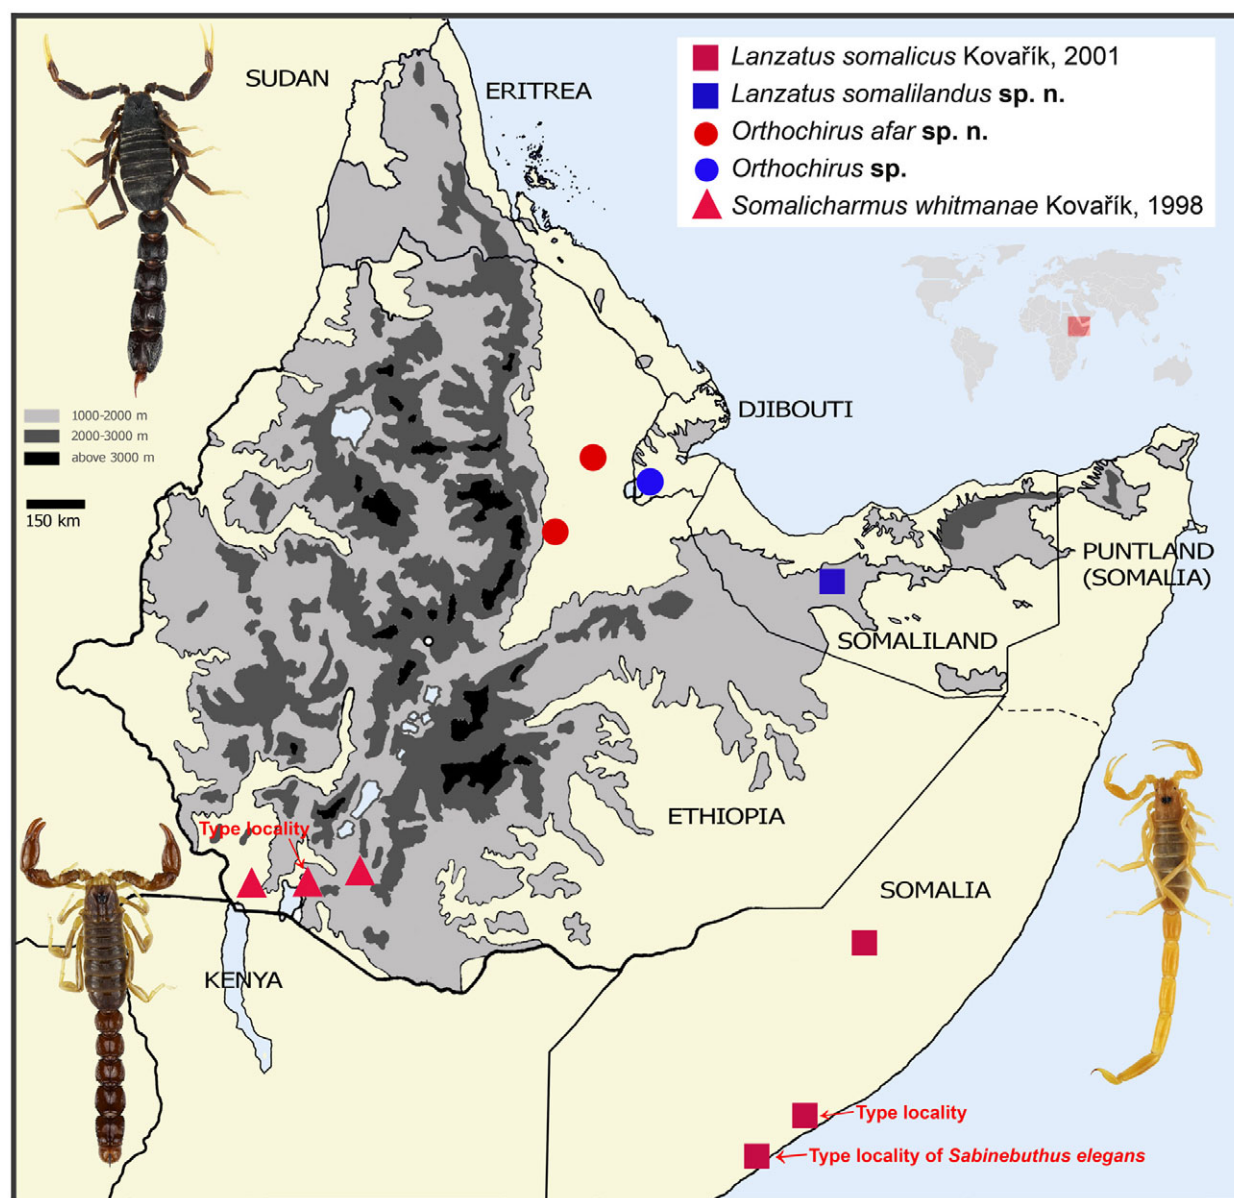 SUDAN
ERITREA
Lanzatus somalicus Kovařík, 2001
Lanzatus somalilandus sp. n.
Orthochirus afar sp. n.
Orthochirus sp.
Somalicharmus whitmanae Kovařík, 1998
DJIBOUTI
1000-2000 m
2000-3000 m
above 3000 m
150 km
PUNTLAND
(SOMALIA)
SOMALILAND
ETHIOPIA
Type locality
SOMALIA
KENYA
Type locality
Type locality of Sabinebuthus elegans